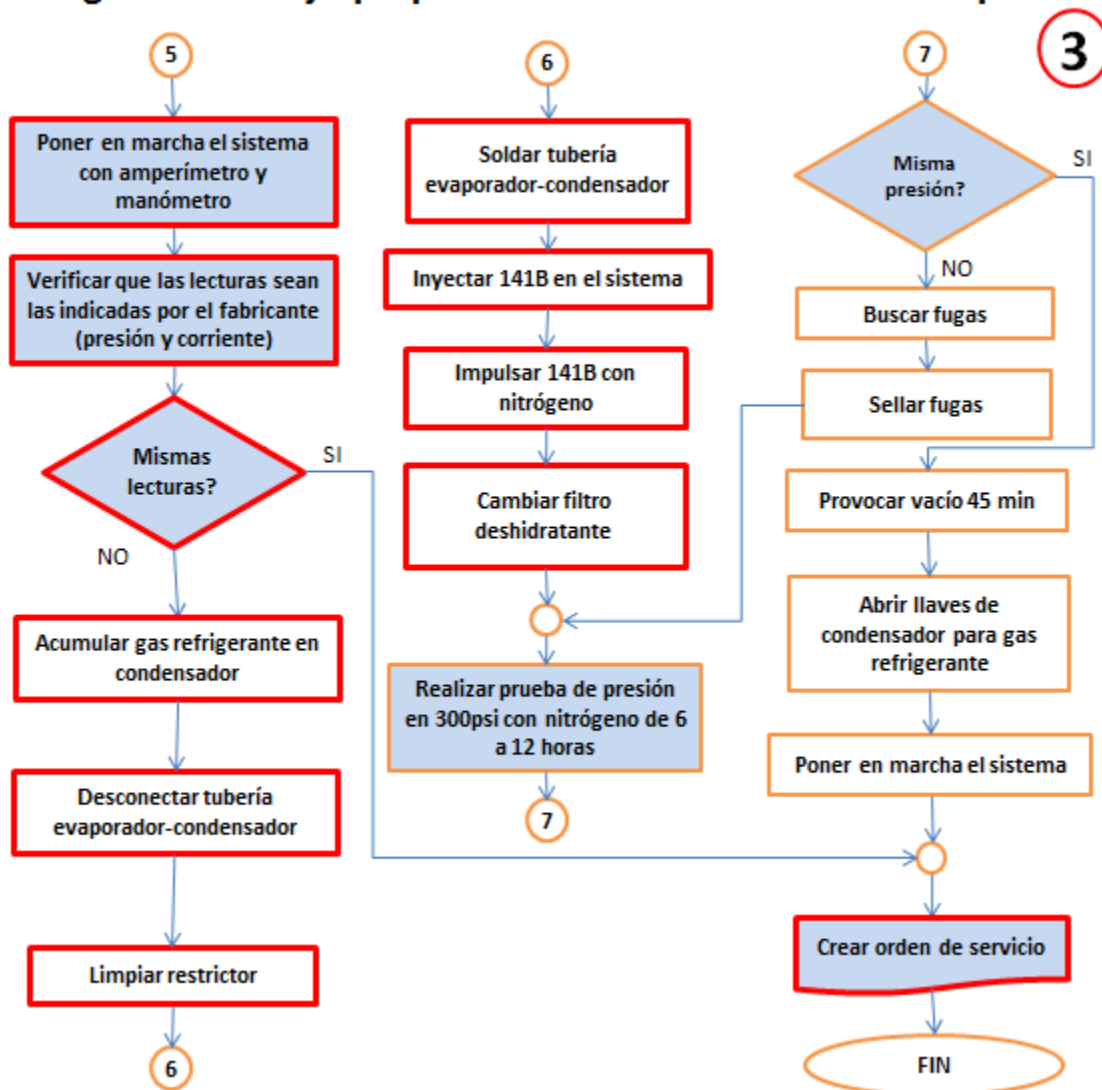 5
Poner en marcha el sistema
con amperímetro y
manómetro
Verificar que las lecturas sean
las indicadas por el fabricante
(presión y corriente)
Mismas
lecturas?
SI
NO
Acumular gas refrigerante en
condensador
Desconectar tubería
evaporador-condensador
Limpiar restrictor
6
6
Soldar tubería
evaporador-condensador
Inyectar 141B en el sistema
Impulsar 141B con
nitrógeno
Cambiar filtro
deshidratante
Realizar prueba de presión
en 300psi con nitrógeno de 6
a 12 horas
7
3
7
Misma
presión?
SI
NO
Buscar fugas
Sellar fugas
Provocar vacío 45 min
Abrir llaves de
condensador para gas
refrigerante
Poner en marcha el sistema
Crear orden de servicio
FIN